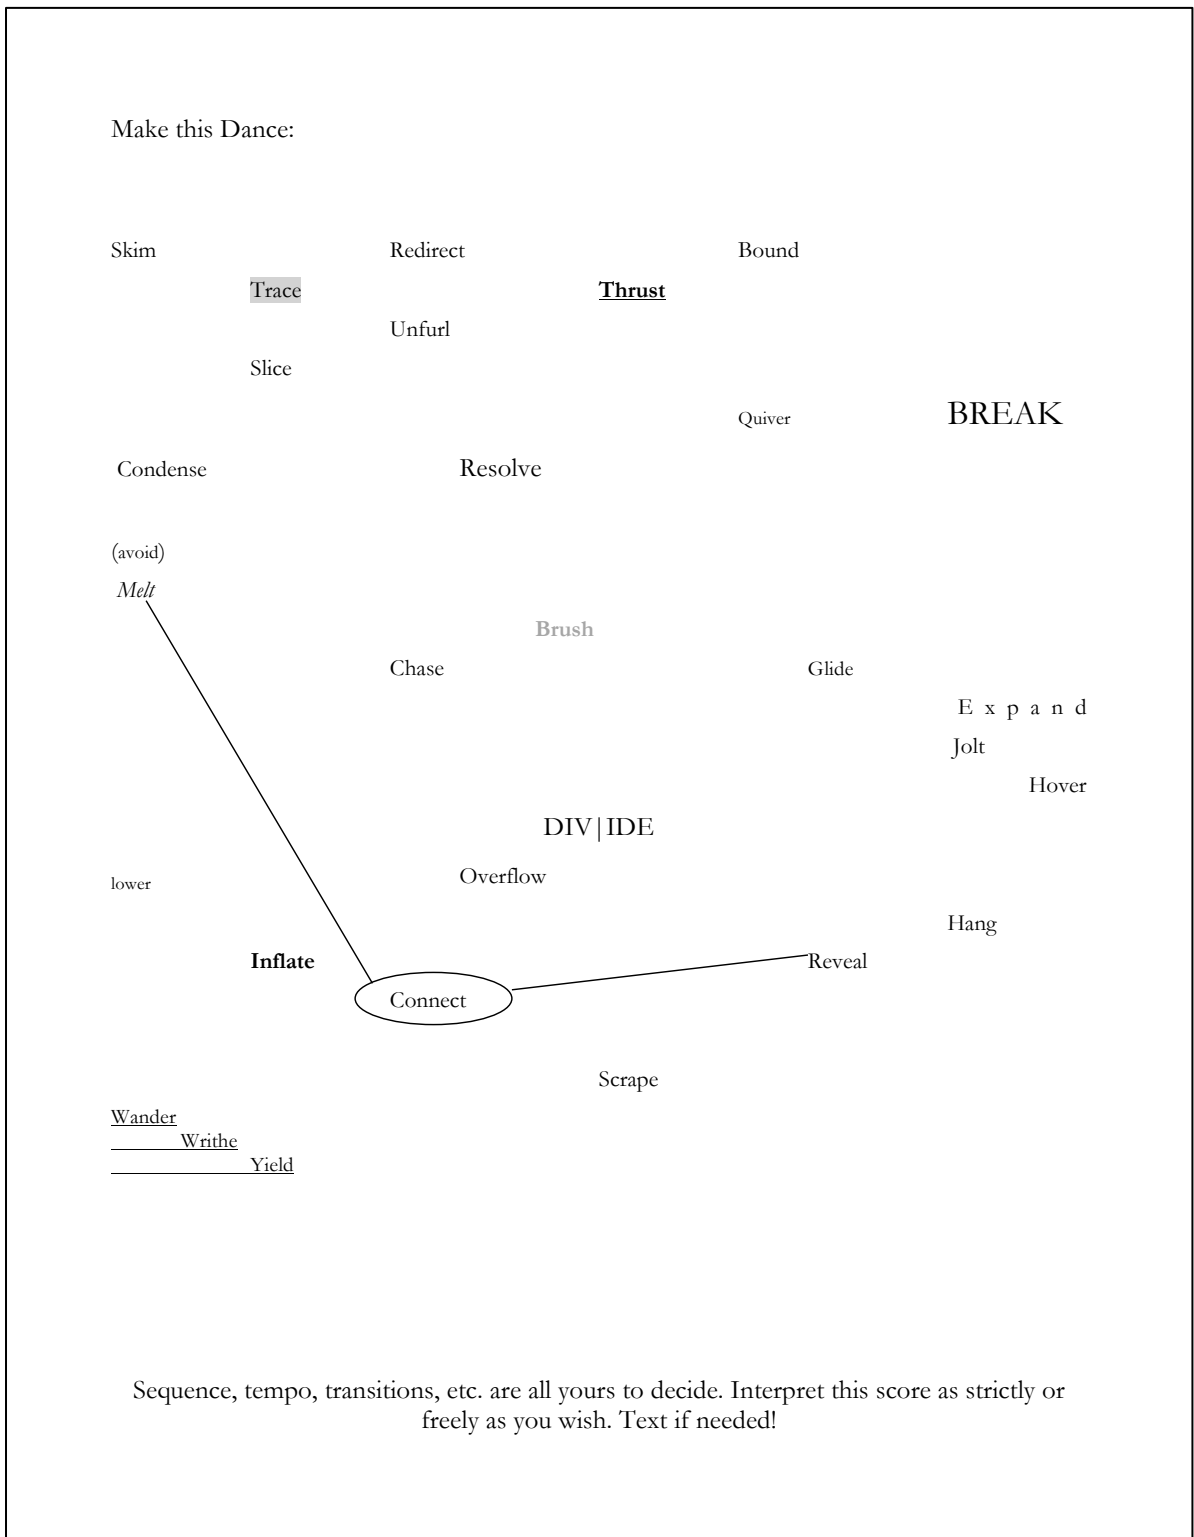 Make this Dance:
Skim Redirect Bound
Trace Thrust
Unfurl
Slice
Quiver BREAK
Condense Resolve
(avoid)
Melt
Brush
Chase Glide
E x p a n d
Jolt
Hover
DIV|IDE
lower Overflow
Hang
Inflate Reveal
Connect
Scrape
Wander
Writhe
Yield
Sequence, tempo, transitions, etc. are all yours to decide. Interpret this score as strictly or
freely as you wish. Text if needed!